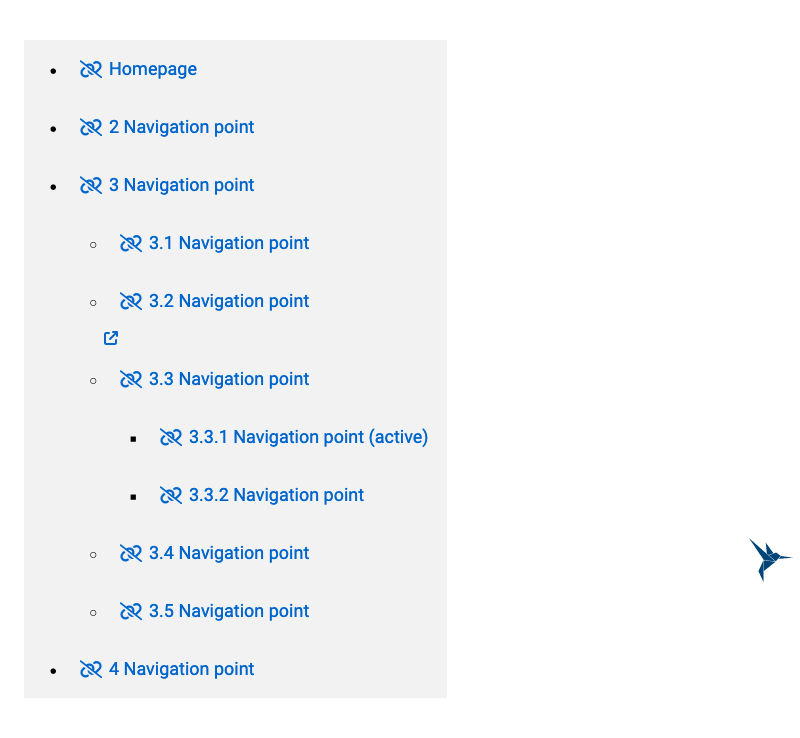 Homepage
2 Navigation point
3 Navigation point
3.1 Navigation point
3.2 Navigation point
3.3 Navigation point
3.3.1 Navigation point (active)
3.3.2 Navigation point
3.4 Navigation point
3.5 Navigation point
4 Navigation point